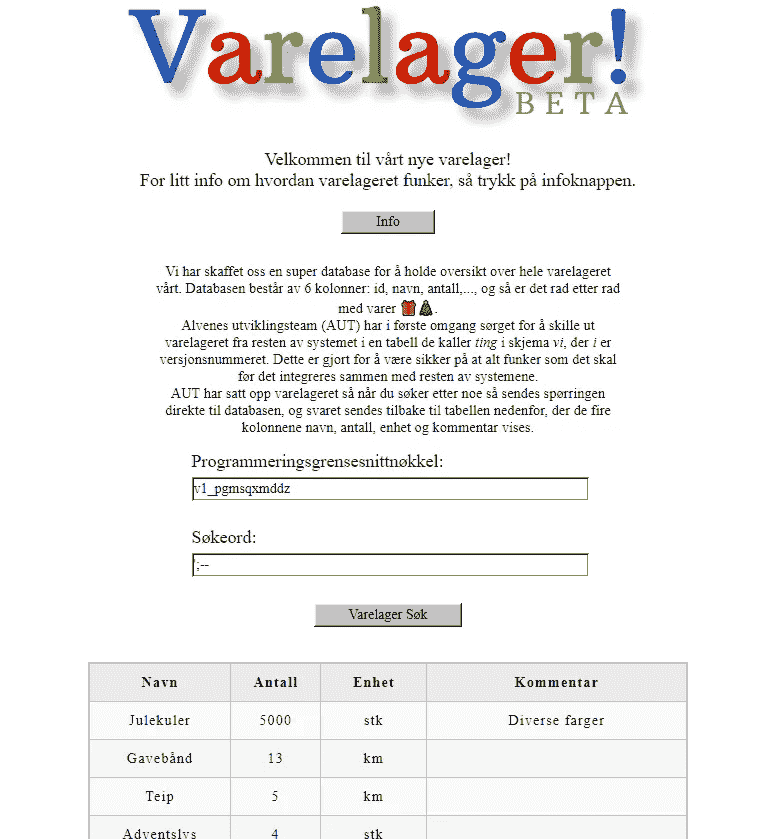 Varelager!
BETA
Velkommen til vårt nye varelager!
For litt info om hvordan varelageret funker, så trykk på infoknappen.
Info
Vi har skaffet oss en super database for å holde oversikt over hele varelageret
vårt. Databasen består av 6 kolonner: id, navn, antall,..., og så er det rad etter rad
med varer 🎁🎄.
Alvenes utviklingsteam (AUT) har i første omgang sørget for å skille ut
varelageret fra resten av systemet i en tabell de kaller ting i skjema vi, der i er
versjonsnummeret. Dette er gjort for å være sikker på at alt funker som det skal
før det integreres sammen med resten av systemene.
AUT har satt opp varelageret så når du søker etter noe så sendes spørringen
direkte til databasen, og svaret sendes tilbake til tabellen nedenfor, der de fire
kolonnene navn, antall, enhet og kommentar vises.
Programmeringsgrensesnittnøkkel:
v1_pgmsqxmddz
Søkeord:
';--
Varelager Søk
Navn Antall Enhet Kommentar
Julekuler 5000 stk Diverse farger
Gavebånd 13 km
Teip 5 km
Adventslys 4 stk